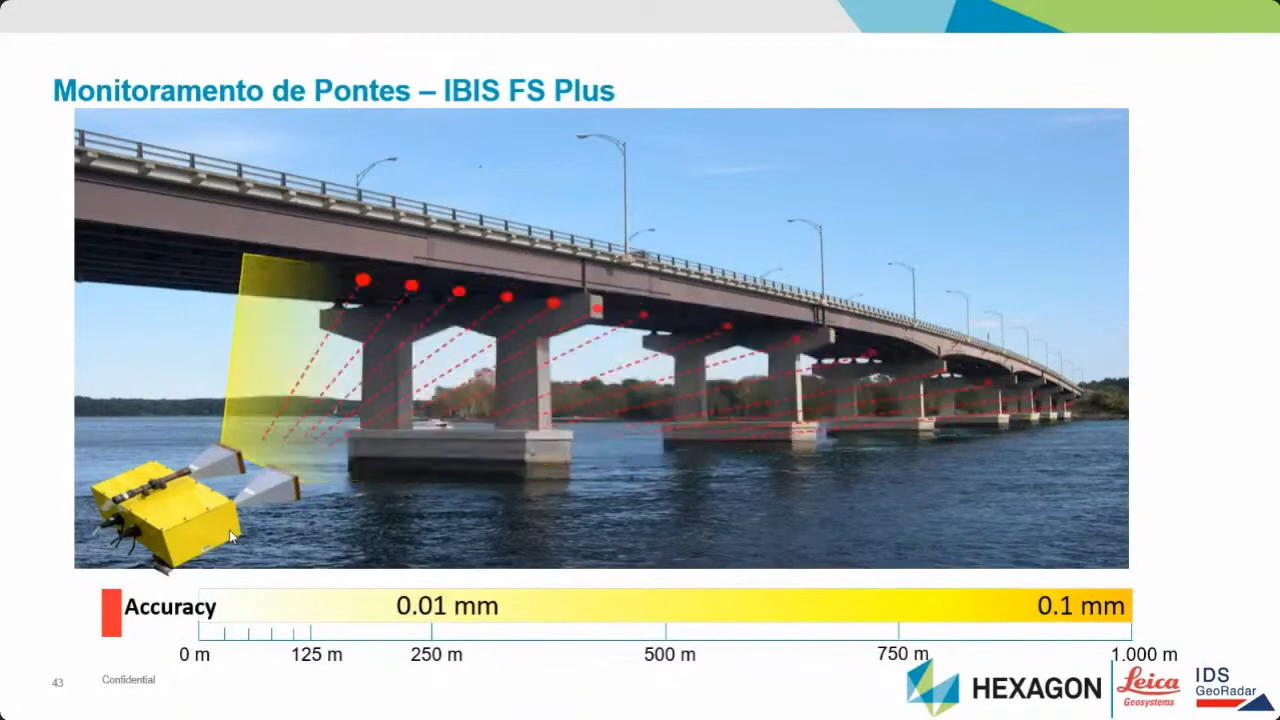 Monitoramento de Pontes – IBIS FS Plus
Accuracy
0.01 mm
0.1 mm
0 m
125 m
250 m
500 m
750 m
1.000 m
43
Confidential
HEXAGON
Leica
Geosystems
IDS
GeoRadar